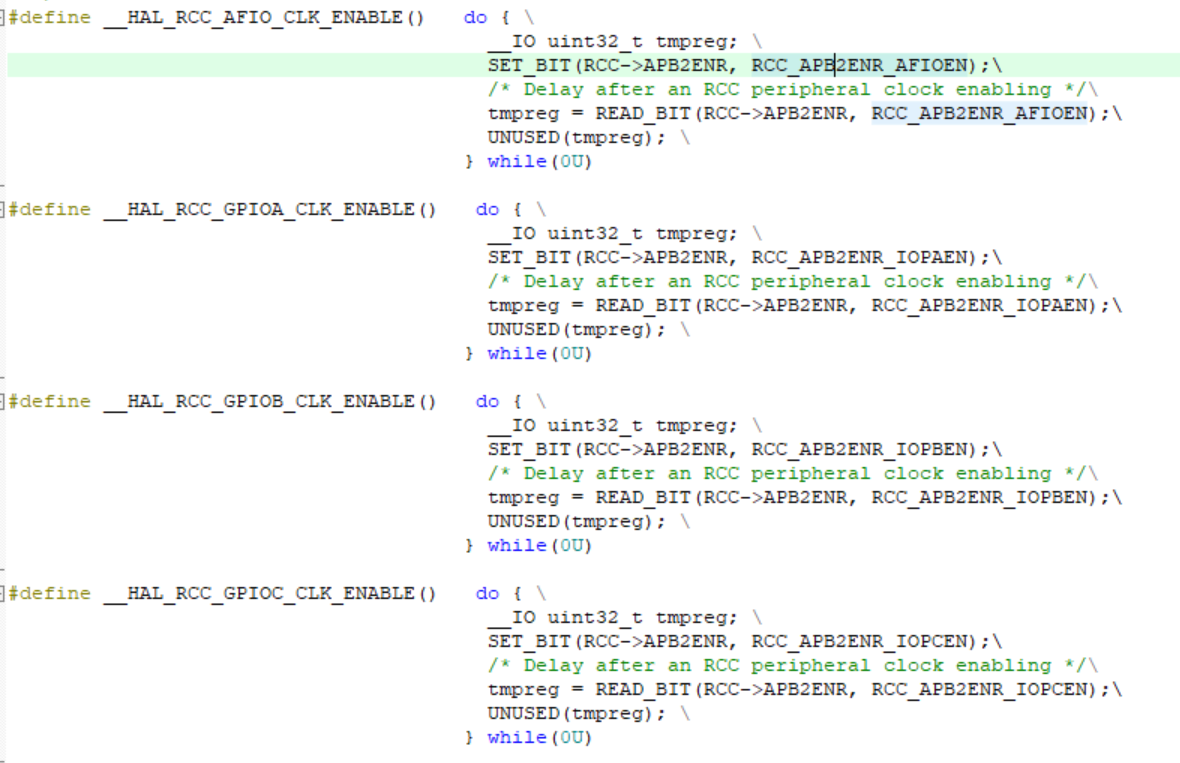 #define __HAL_RCC_AFIO_CLK_ENABLE()   do { \
                                        __IO uint32_t tmpreg; \
                                        SET_BIT(RCC->APB2ENR, RCC_APB2ENR_AFIOEN);\
                                        /* Delay after an RCC peripheral clock enabling */\
                                        tmpreg = READ_BIT(RCC->APB2ENR, RCC_APB2ENR_AFIOEN);\
                                        UNUSED(tmpreg); \
                                      } while(0U)
#define __HAL_RCC_GPIOA_CLK_ENABLE()   do { \
                                        __IO uint32_t tmpreg; \
                                        SET_BIT(RCC->APB2ENR, RCC_APB2ENR_IOPAEN);\
                                        /* Delay after an RCC peripheral clock enabling */\
                                        tmpreg = READ_BIT(RCC->APB2ENR, RCC_APB2ENR_IOPAEN);\
                                        UNUSED(tmpreg); \
                                      } while(0U)
#define __HAL_RCC_GPIOB_CLK_ENABLE()   do { \
                                        __IO uint32_t tmpreg; \
                                        SET_BIT(RCC->APB2ENR, RCC_APB2ENR_IOPBEN);\
                                        /* Delay after an RCC peripheral clock enabling */\
                                        tmpreg = READ_BIT(RCC->APB2ENR, RCC_APB2ENR_IOPBEN);\
                                        UNUSED(tmpreg); \
                                      } while(0U)
#define __HAL_RCC_GPIOC_CLK_ENABLE()   do { \
                                        __IO uint32_t tmpreg; \
                                        SET_BIT(RCC->APB2ENR, RCC_APB2ENR_IOPCEN);\
                                        /* Delay after an RCC peripheral clock enabling */\
                                        tmpreg = READ_BIT(RCC->APB2ENR, RCC_APB2ENR_IOPCEN);\
                                        UNUSED(tmpreg); \
                                      } while(0U)